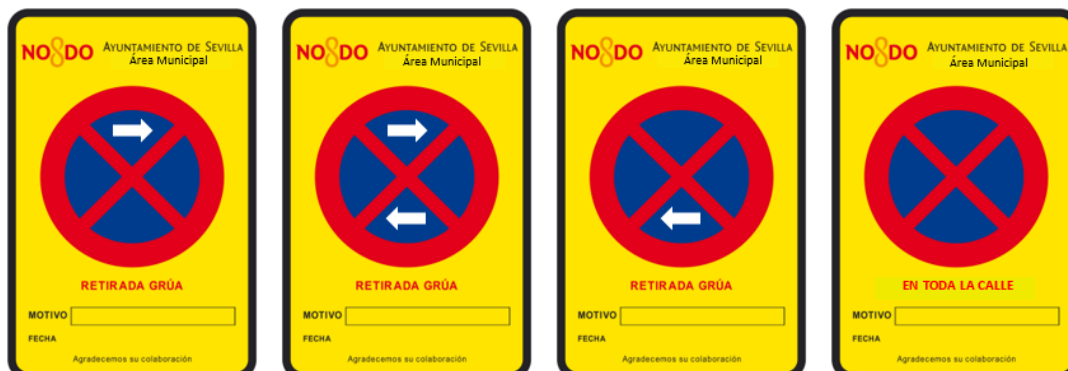 NO8DO AYUNTAMIENTO DE SEVILLA
Área Municipal
RETIRADA GRÚA
MOTIVO
FECHA
Agradecemos su colaboración
NO8DO AYUNTAMIENTO DE SEVILLA
Área Municipal
RETIRADA GRÚA
MOTIVO
FECHA
Agradecemos su colaboración
NO8DO AYUNTAMIENTO DE SEVILLA
Área Municipal
RETIRADA GRÚA
MOTIVO
FECHA
Agradecemos su colaboración
NO8DO AYUNTAMIENTO DE SEVILLA
Área Municipal
EN TODA LA CALLE
MOTIVO
FECHA
Agradecemos su colaboración